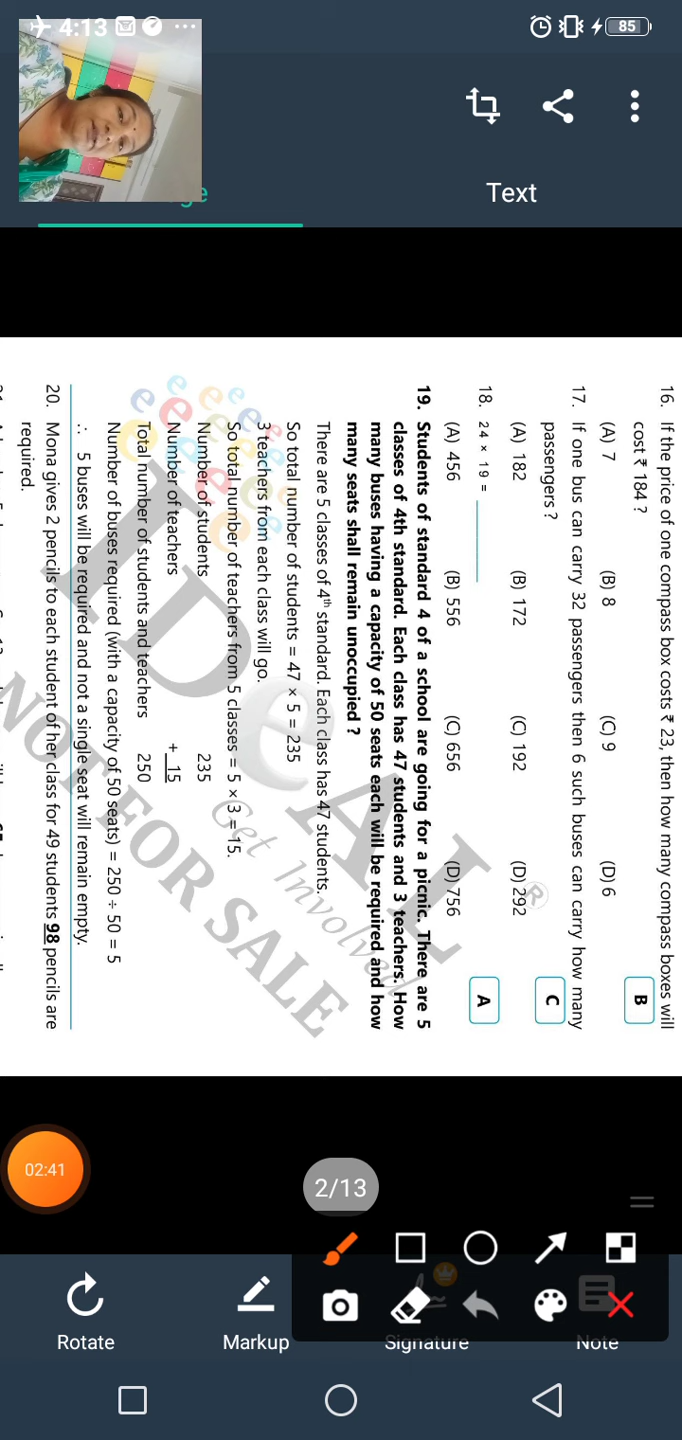 4:13
85
ge
Text
16. If the price of one compass box costs ₹ 23, then how many compass boxes will
cost ₹ 184 ?
(A) 7 (B) 8 (C) 9 (D) 6
B
17. If one bus can carry 32 passengers then 6 such buses can carry how many
passengers ?
C
(A) 182 (B) 172 (C) 192 (D) 292
18. 24 × 19 = ______
A
(A) 456 (B) 556 (C) 656 (D) 756
19. Students of standard 4 of a school are going for a picnic. There are 5
classes of 4th standard. Each class has 47 students and 3 teachers. How
many buses having a capacity of 50 seats each will be required and how
many seats shall remain unoccupied ?
There are 5 classes of 4th standard. Each class has 47 students.
So total number of students = 47 × 5 = 235
3 teachers from each class will go.
So total number of teachers from 5 classes = 5 × 3 = 15.
Number of students 235
Number of teachers + 15
Total number of students and teachers 250
Number of buses required (with a capacity of 50 seats) = 250 ÷ 50 = 5
∴ 5 buses will be required and not a single seat will remain empty.
20. Mona gives 2 pencils to each student of her class for 49 students 98 pencils are
required.
IDeAL
®
Get Involved
NOT FOR SALE
02:41
2/13
Rotate
Markup
Signature
Note